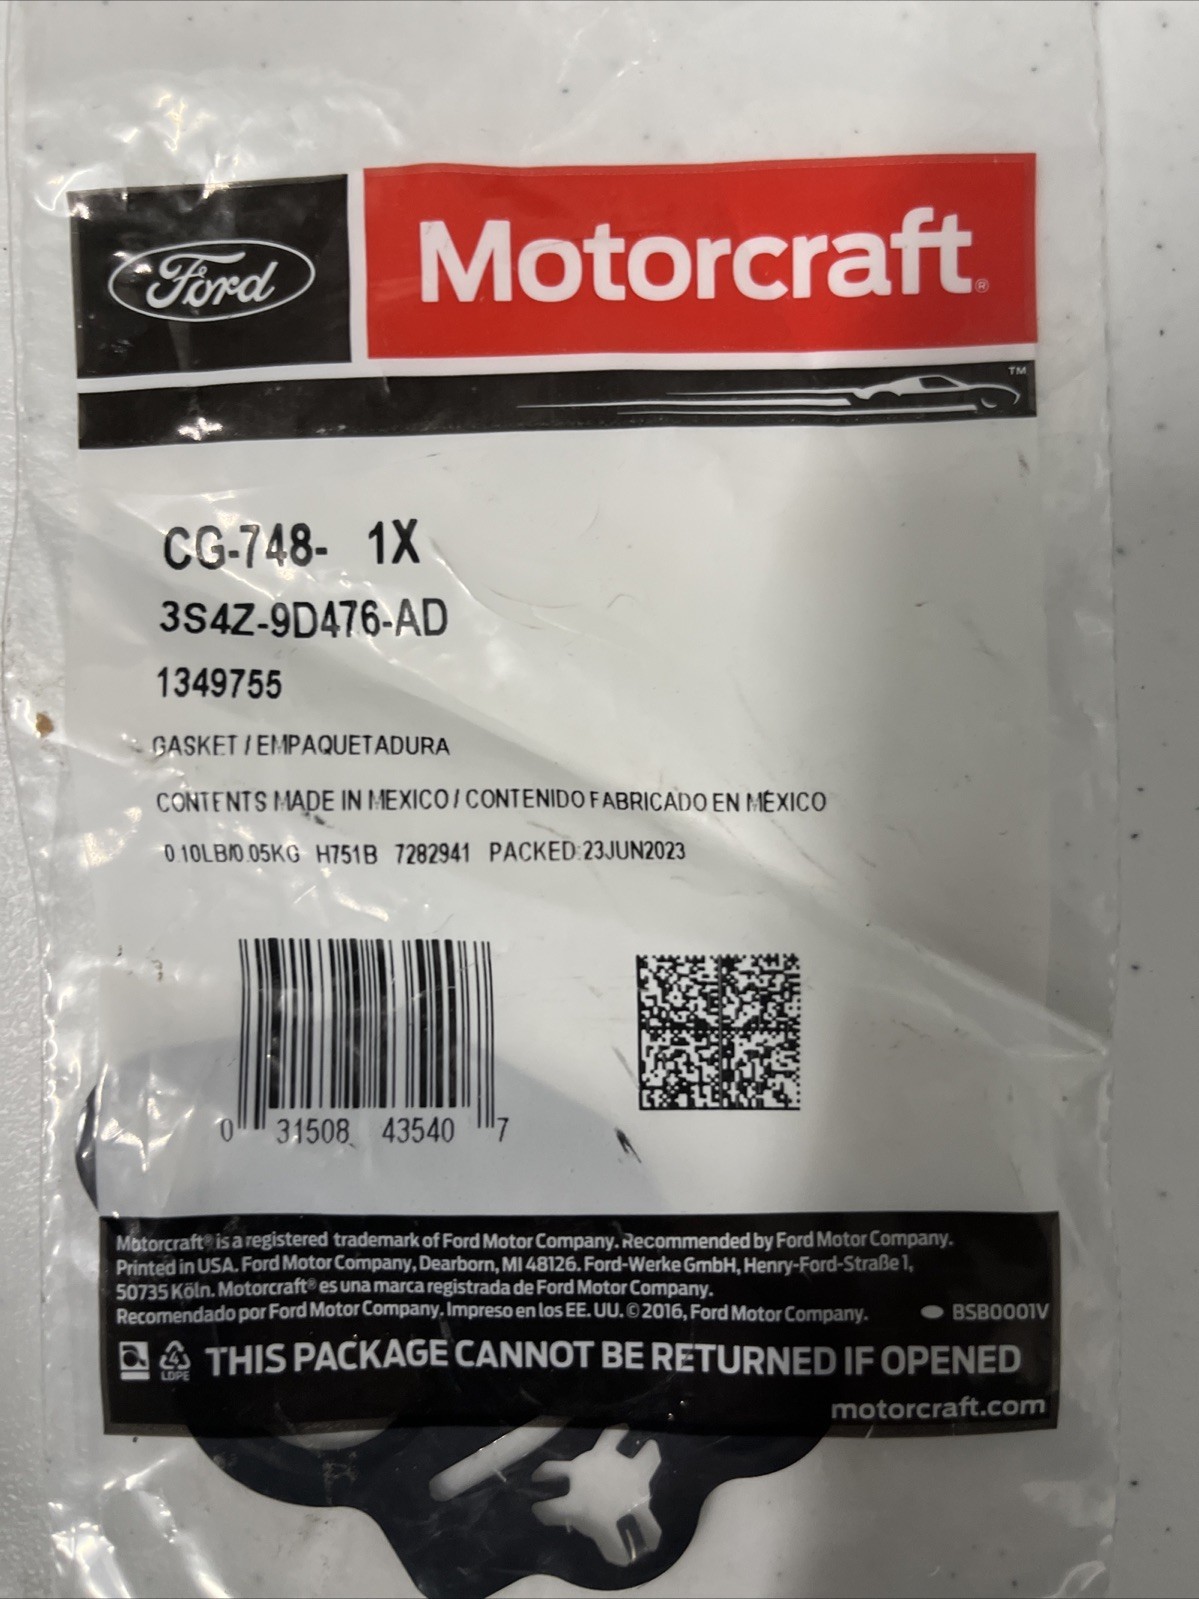 Ford
Motorcraft®
TM
CG-748- 1X
3S4Z-9D476-AD
1349755
GASKET / EMPAQUETADURA
CONTENTS MADE IN MEXICO / CONTENIDO FABRICADO EN MÉXICO
0.10LB/0.05KG H751B 7282941 PACKED:23JUN2023
0 31508 43540 7
Motorcraft® is a registered trademark of Ford Motor Company. Recommended by Ford Motor Company.
Printed in USA. Ford Motor Company, Dearborn, MI 48126. Ford-Werke GmbH, Henry-Ford-Straße 1,
50735 Köln. Motorcraft® es una marca registrada de Ford Motor Company.
Recomendado por Ford Motor Company. Impreso en los EE. UU. © 2016, Ford Motor Company. BSB0001V
4 LDPE THIS PACKAGE CANNOT BE RETURNED IF OPENED
motorcraft.com